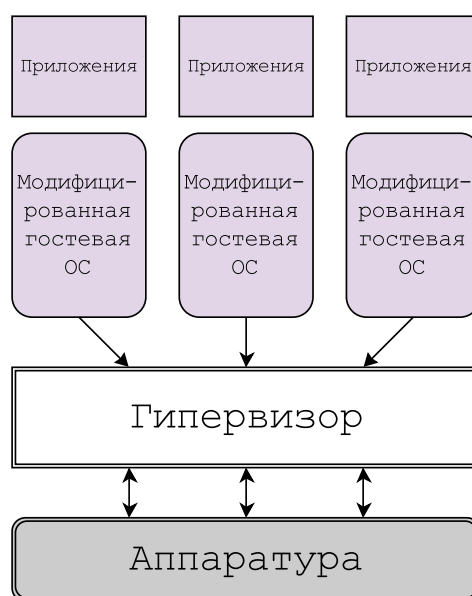 Приложения
Приложения
Приложения
Модифици-
рованная
гостевая
ОС
Модифици-
рованная
гостевая
ОС
Модифици-
рованная
гостевая
ОС
Гипервизор
Аппаратура